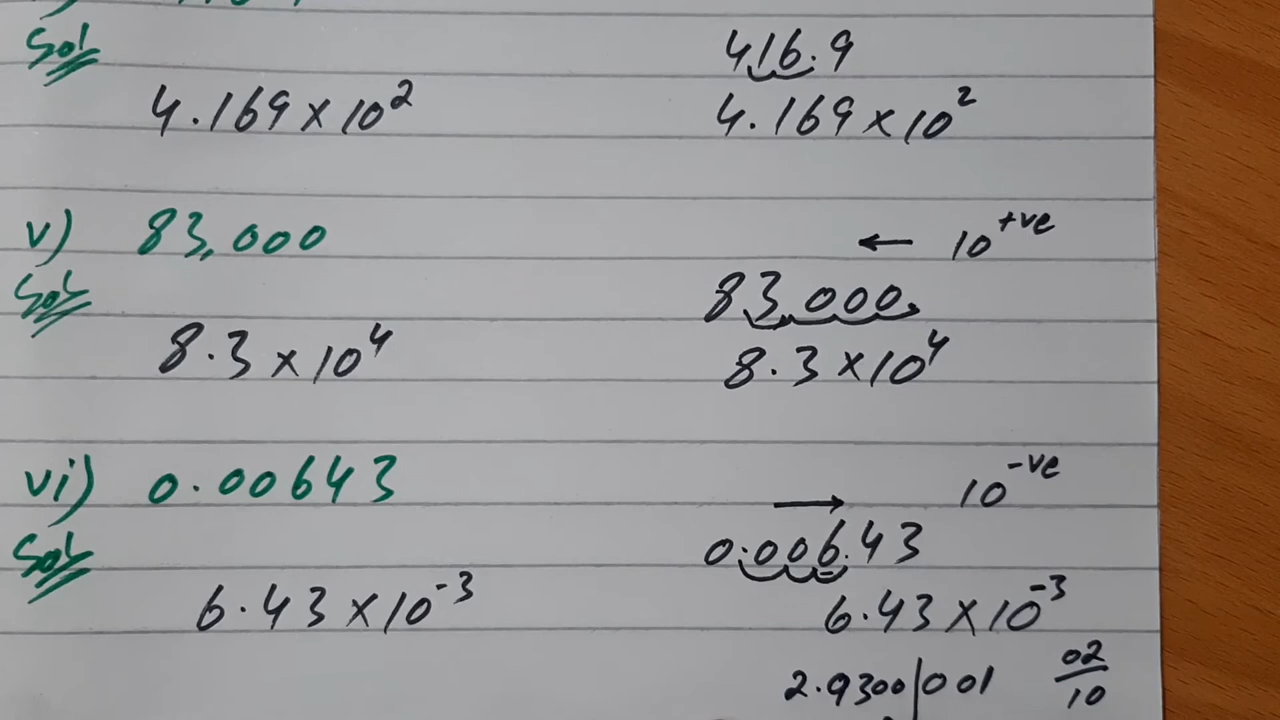 Sol
416.9
4.169 x 10²
4.169 x 10²
v) 83,000
← 10⁺ᵛᵉ
Sol
83,000.
8.3 x 10⁴
8.3 x 10⁴
vi) 0.00643
→ 10⁻ᵛᵉ
Sol
0.006.43
6.43 x 10⁻³
6.43 x 10⁻³
2.9300|001
02/10